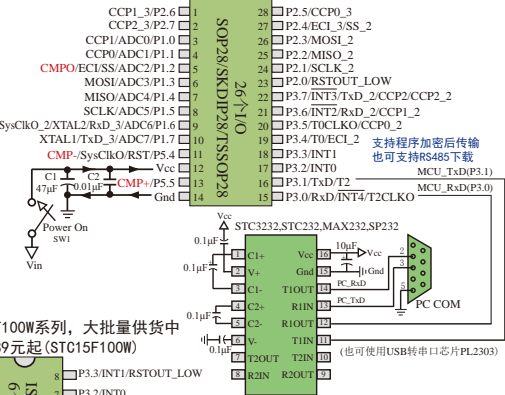 CCP1_3/P2.6 1 28 P2.5/CCP0_3
CCP2_3/P2.7 2 27 P2.4/ECI_3/SS_2
CCP1/ADC0/P1.0 3 26 P2.3/MOSI_2
CCP0/ADC1/P1.1 4 25 P2.2/MISO_2
CMPO/ECI/SS/ADC2/P1.2 5 24 P2.1/SCLK_2
MOSI/ADC3/P1.3 6 23 P2.0/RSTOUT_LOW
MISO/ADC4/P1.4 7 22 P3.7/INT3/TxD_2/CCP2/CCP2_2
SCLK/ADC5/P1.5 8 21 P3.6/INT2/RxD_2/CCP1_2
SysClkO_2/XTAL2/RxD_3/ADC6/P1.6 9 20 P3.5/T0CLKO/CCP0_2
XTAL1/TxD_3/ADC7/P1.7 10 19 P3.4/T0/ECI_2
CMP-/SysClkO/RST/P5.4 11 18 P3.3/INT1
Vcc 12 17 P3.2/INT0
CMP+/P5.5 13 16 P3.1/TxD/T2
Gnd 14 15 P3.0/RxD/INT4/T2CLKO
SOP28/SKDIP28/TSSOP28
26个I/O
支持程序加密后传输
也可支持RS485下载
MCU_TxD(P3.1)
MCU_RxD(P3.0)
C1
47μF
C2
0.01μF
Power On
SW1
Vin
Vcc
STC3232,STC232,MAX232,SP232
0.1μF
0.1μF
0.1μF
0.1μF
10μF
Vcc
Gnd
1 C1+ Vcc 16
2 V+ Gnd 15
3 C1- T1OUT 14 PC_RxD
4 C2+ R1IN 13 PC_TxD
5 C2- R1OUT 12
6 V- T1IN 11
7 T2OUT T2IN 10
8 R2IN R2OUT 9
2
3
5
PC COM
(也可使用USB转串口芯片PL2303)
100W系列，大批量供货中
9元起(STC15F100W)
8 P3.3/INT1/RSTOUT_LOW
7 P3.2/INT0